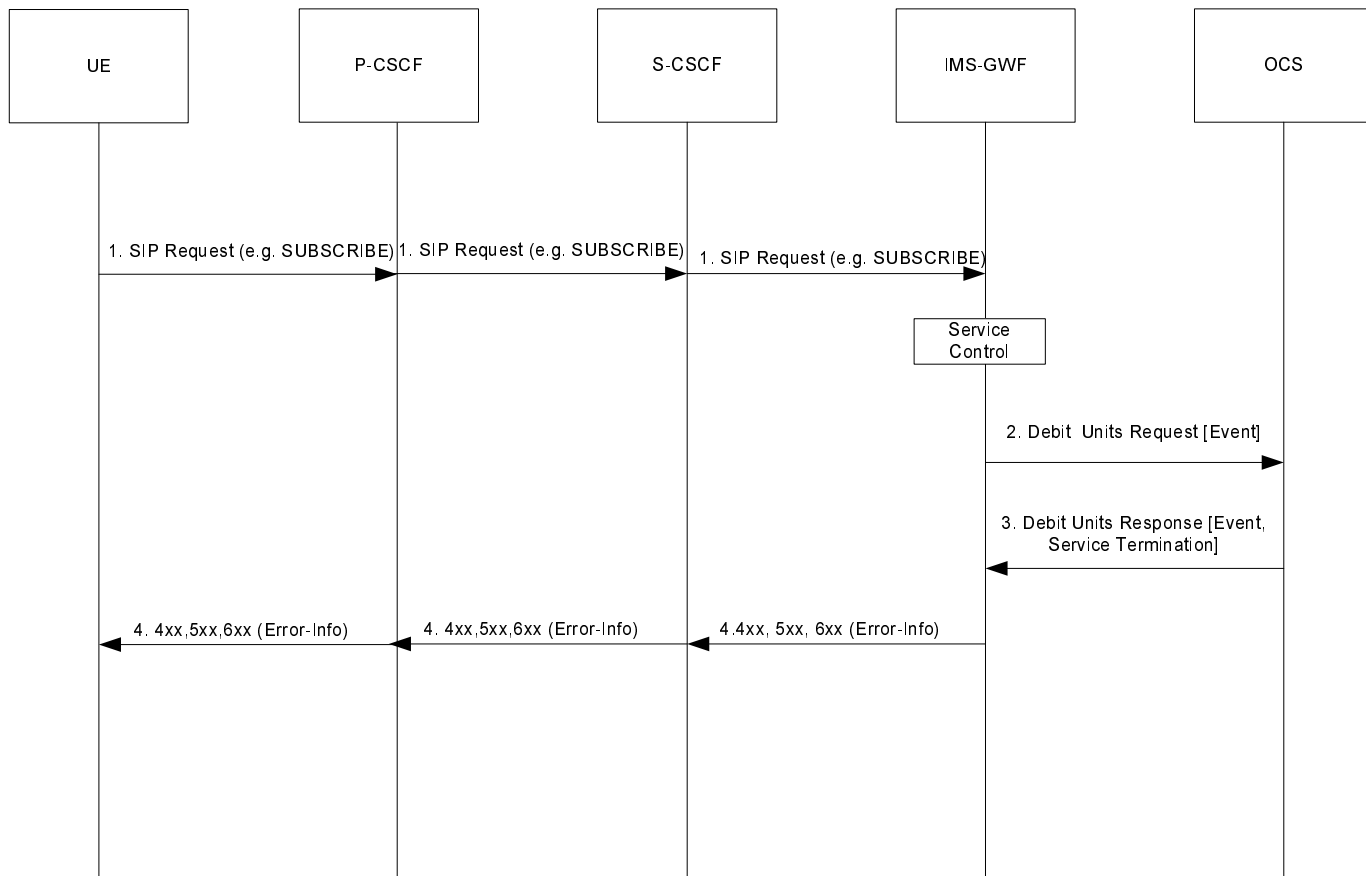 UE
P-CSCF
S-CSCF
IMS-GWF
OCS
1. SIP Request (e.g. SUBSCRIBE)
1. SIP Request (e.g. SUBSCRIBE)
1. SIP Request (e.g. SUBSCRIBE)
Service
Control
2. Debit Units Request [Event]
3. Debit Units Response [Event,
Service Termination]
4. 4xx,5xx,6xx (Error-Info)
4. 4xx,5xx,6xx (Error-Info)
4.4xx, 5xx, 6xx (Error-Info)